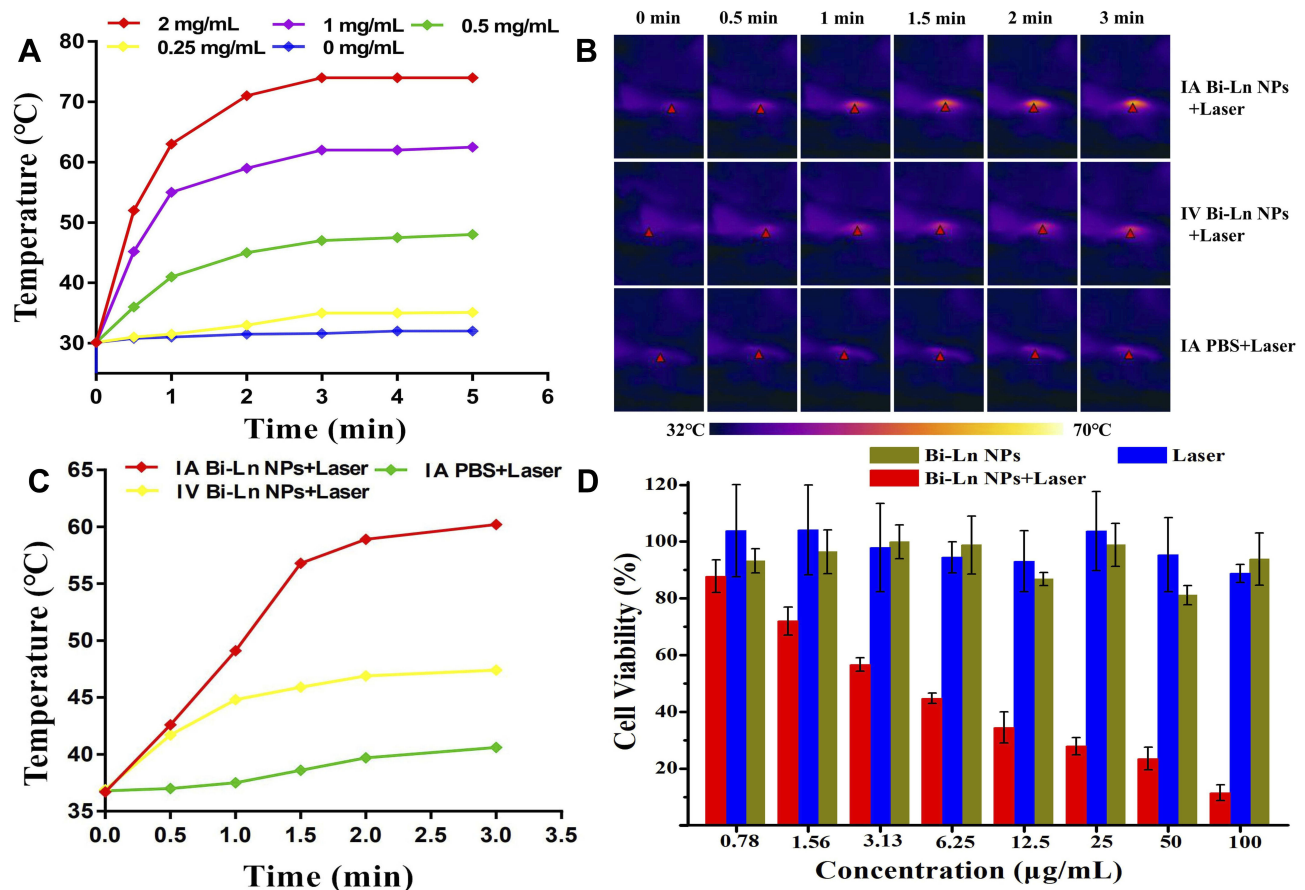 A
2 mg/mL
1 mg/mL
0.5 mg/mL
0.25 mg/mL
0 mg/mL
Temperature (℃)
80
70
60
50
40
30
0
1
2
3
4
5
6
Time (min)
B
0 min
0.5 min
1 min
1.5 min
2 min
3 min
IA Bi-Ln NPs
+Laser
IV Bi-Ln NPs
+Laser
IA PBS+Laser
32℃
70℃
C
IA Bi-Ln NPs+Laser
IA PBS+Laser
IV Bi-Ln NPs+Laser
Temperature (℃)
65
60
55
50
45
40
35
0.0
0.5
1.0
1.5
2.0
2.5
3.0
3.5
Time (min)
D
Bi-Ln NPs
Laser
Bi-Ln NPs+Laser
Cell Viability (%)
120
100
80
60
40
20
0.78
1.56
3.13
6.25
12.5
25
50
100
Concentration (μg/mL)